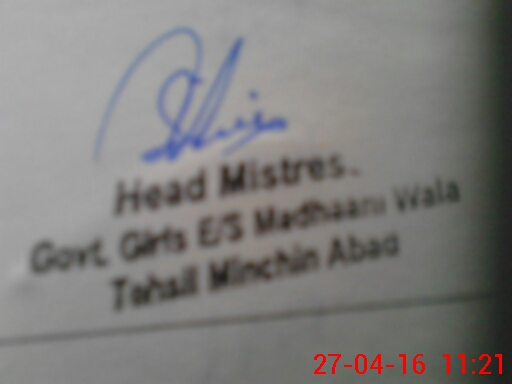 Head Mistres.
Govt. Girls E/S Madhaani Wala
Tehsil Minchin Abad
27-04-16 11:21